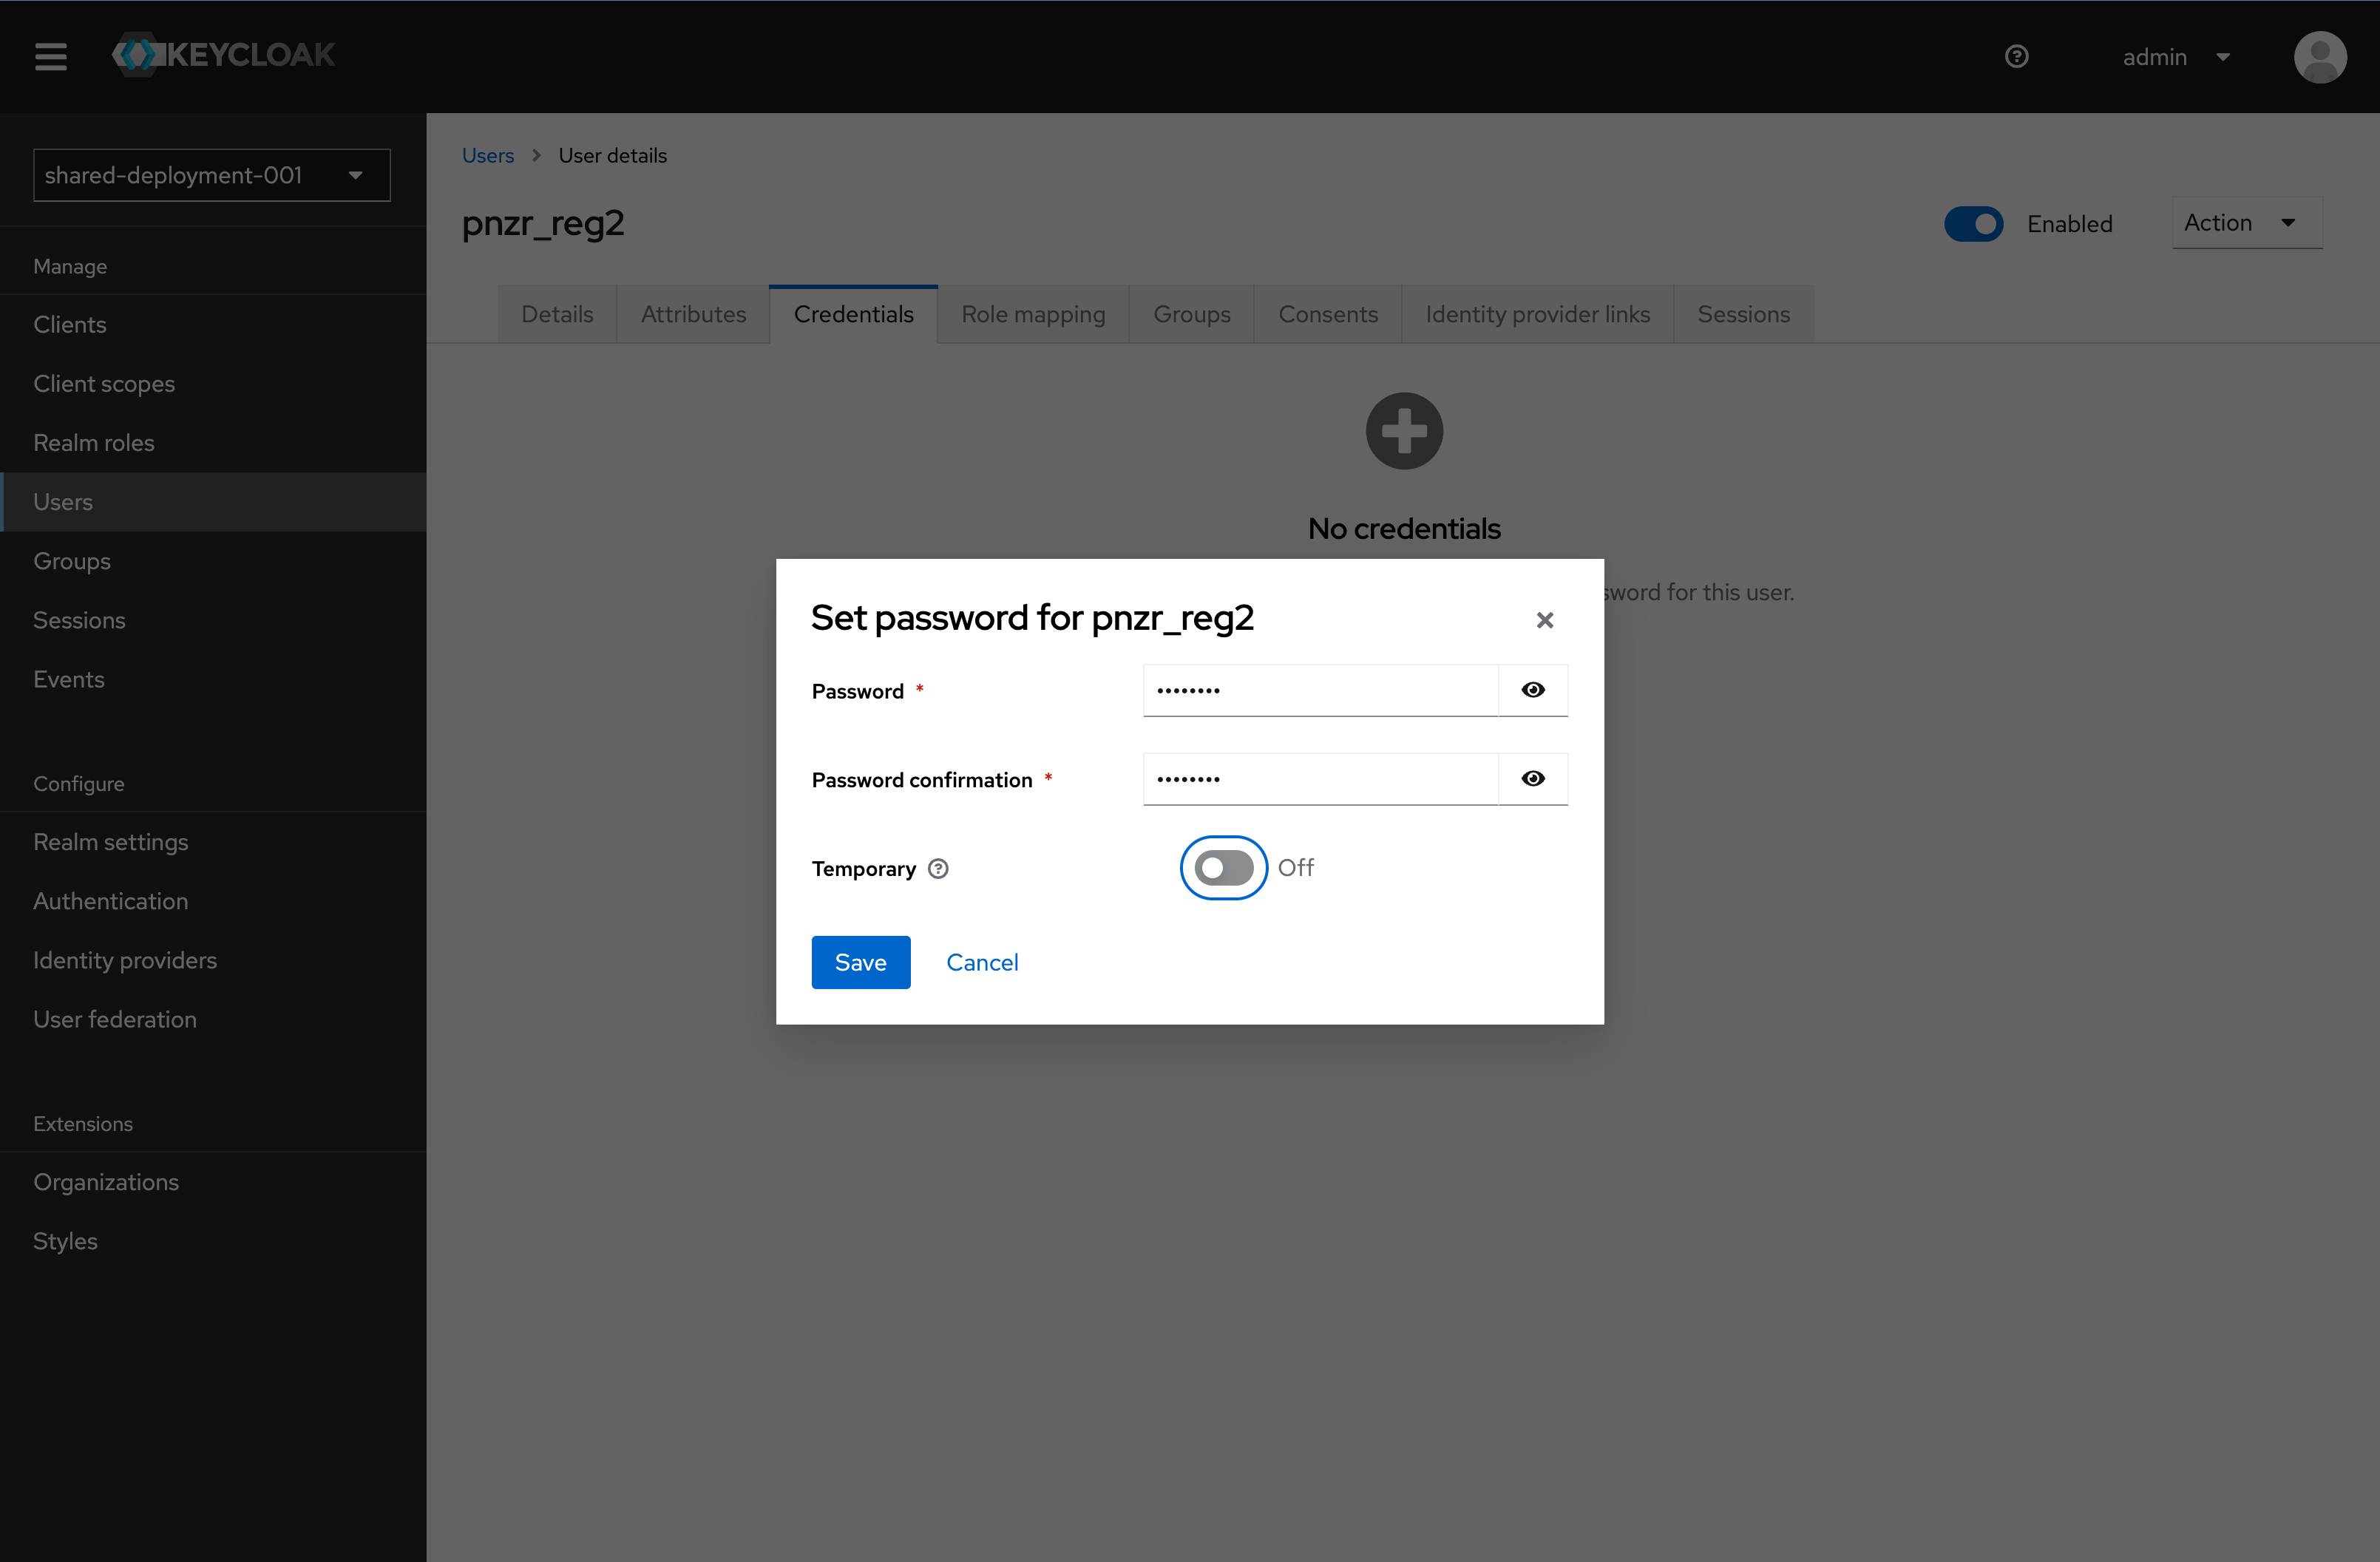 KEYCLOAK
admin
shared-deployment-001
Manage
Clients
Client scopes
Realm roles
Users
Groups
Sessions
Events
Configure
Realm settings
Authentication
Identity providers
User federation
Extensions
Organizations
Styles
Users > User details
pnzr_reg2
Enabled
Action
Details Attributes Credentials Role mapping Groups Consents Identity provider links Sessions
No credentials
for this user.
Set password for pnzr_reg2
Password *
••••••••
Password confirmation *
••••••••
Temporary
Off
Save Cancel